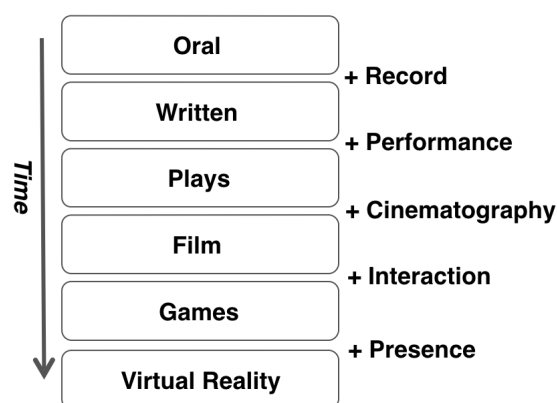 Oral
+ Record
Written
+ Performance
Plays
+ Cinematography
Film
+ Interaction
Games
+ Presence
Virtual Reality
Time